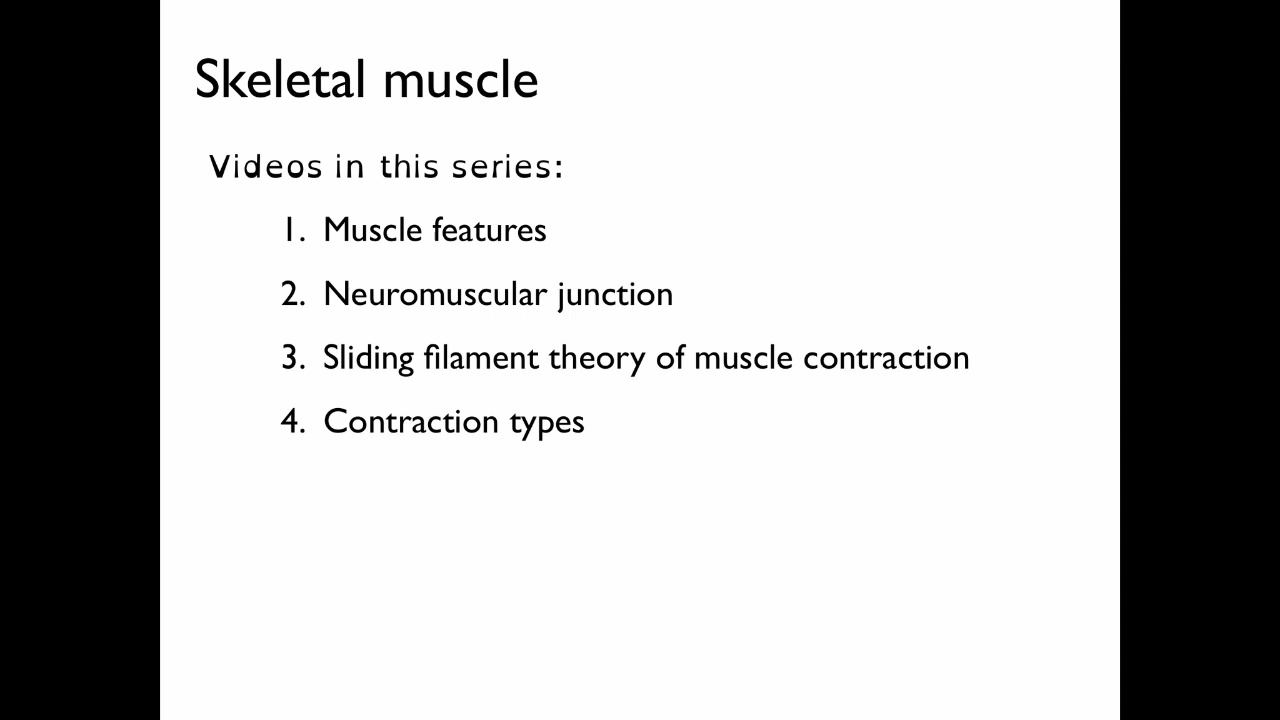 Skeletal muscle
Videos in this series:
1. Muscle features
2. Neuromuscular junction
3. Sliding filament theory of muscle contraction
4. Contraction types